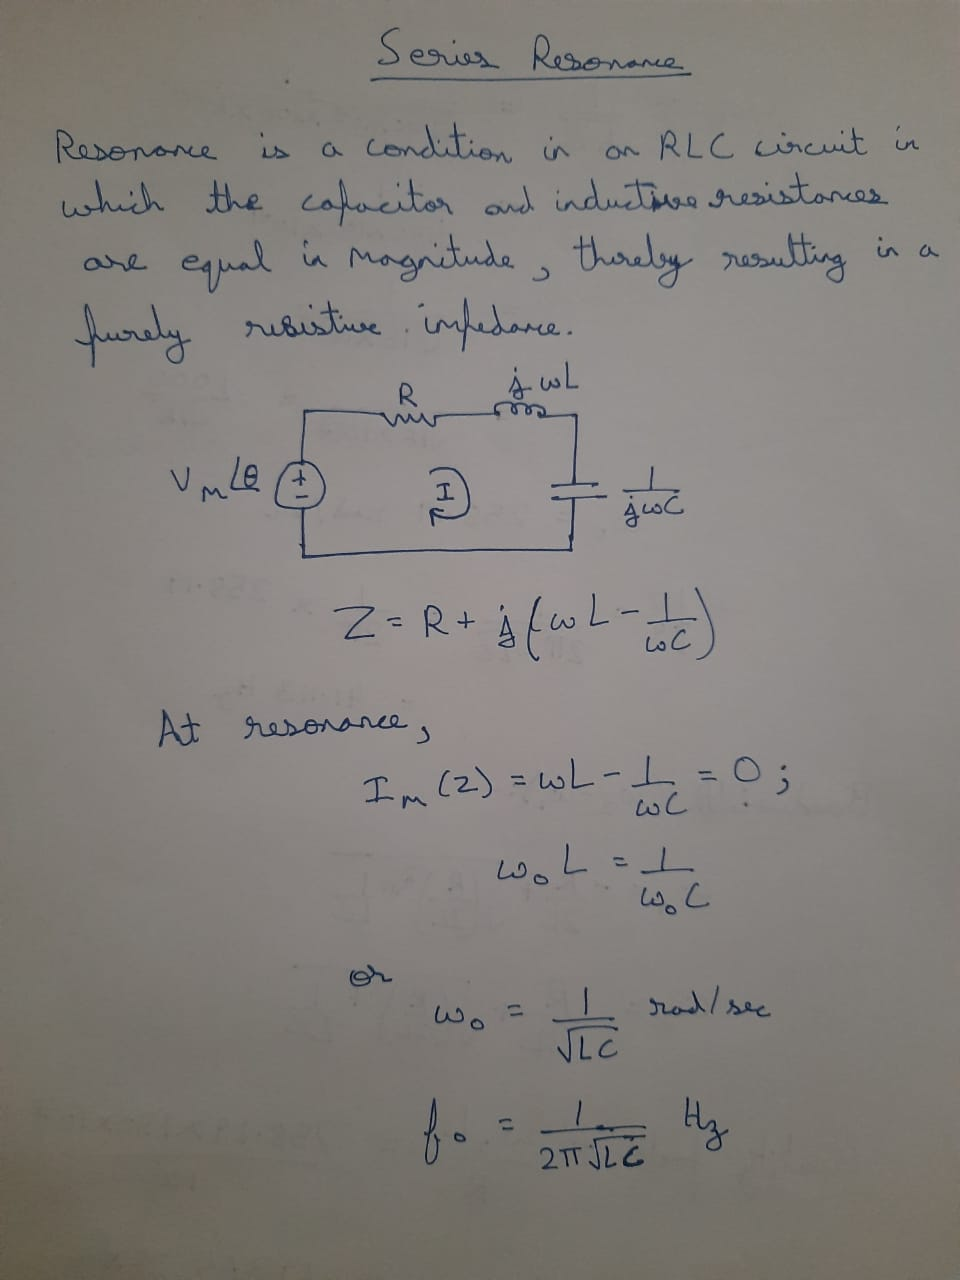 Series Resonance
Resonance is a condition in an RLC circuit in
which the capacitor and inductive resistances
are equal in magnitude, thereby resulting in a
purely resistive impedance.
R
jωL
V_M∠θ
+
-
I
1/jωC
Z = R + j(ωL - 1/ωC)
At resonance,
I_M(Z) = ωL - 1/ωC = 0;
ω₀L = 1/ω₀C
or
ω₀ = 1/√LC rad/sec
f₀ = 1/2π√LC Hz